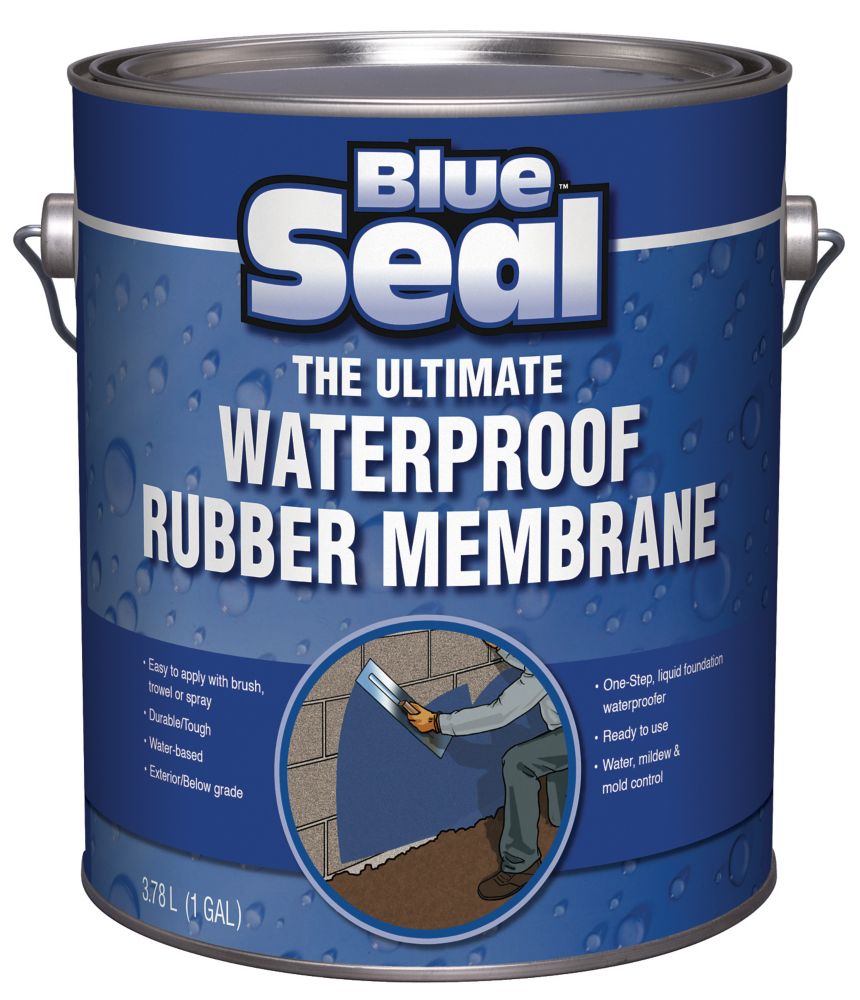 Blue
Seal™
THE ULTIMATE
WATERPROOF
RUBBER MEMBRANE
• Easy to apply with brush,
trowel or spray
• Durable/Tough
• Water-based
• Exterior/Below grade
• One-Step, liquid foundation
waterproofer
• Ready to use
• Water, mildew &
mold control
3.78 L (1 GAL)